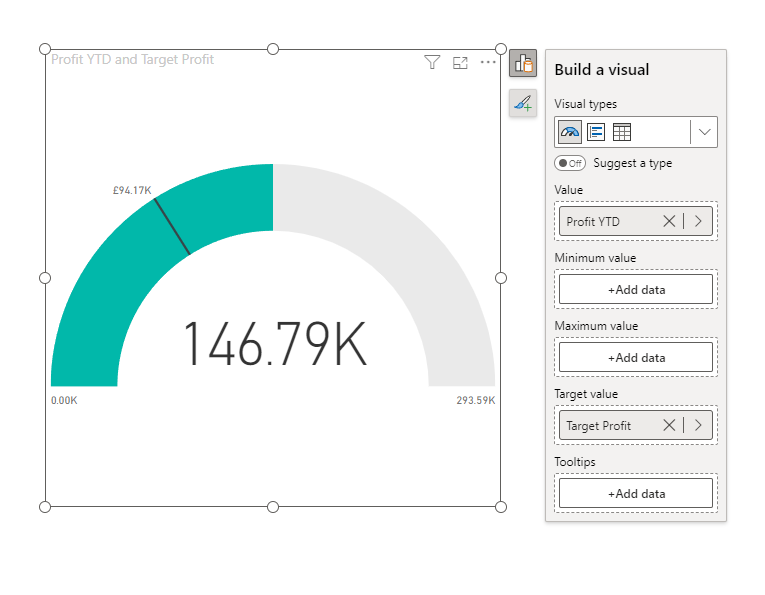 Profit YTD and Target Profit
£94.17K
146.79K
0.00K
293.59K
Build a visual
Visual types
Off
Suggest a type
Value
Profit YTD
Minimum value
+Add data
Maximum value
+Add data
Target value
Target Profit
Tooltips
+Add data